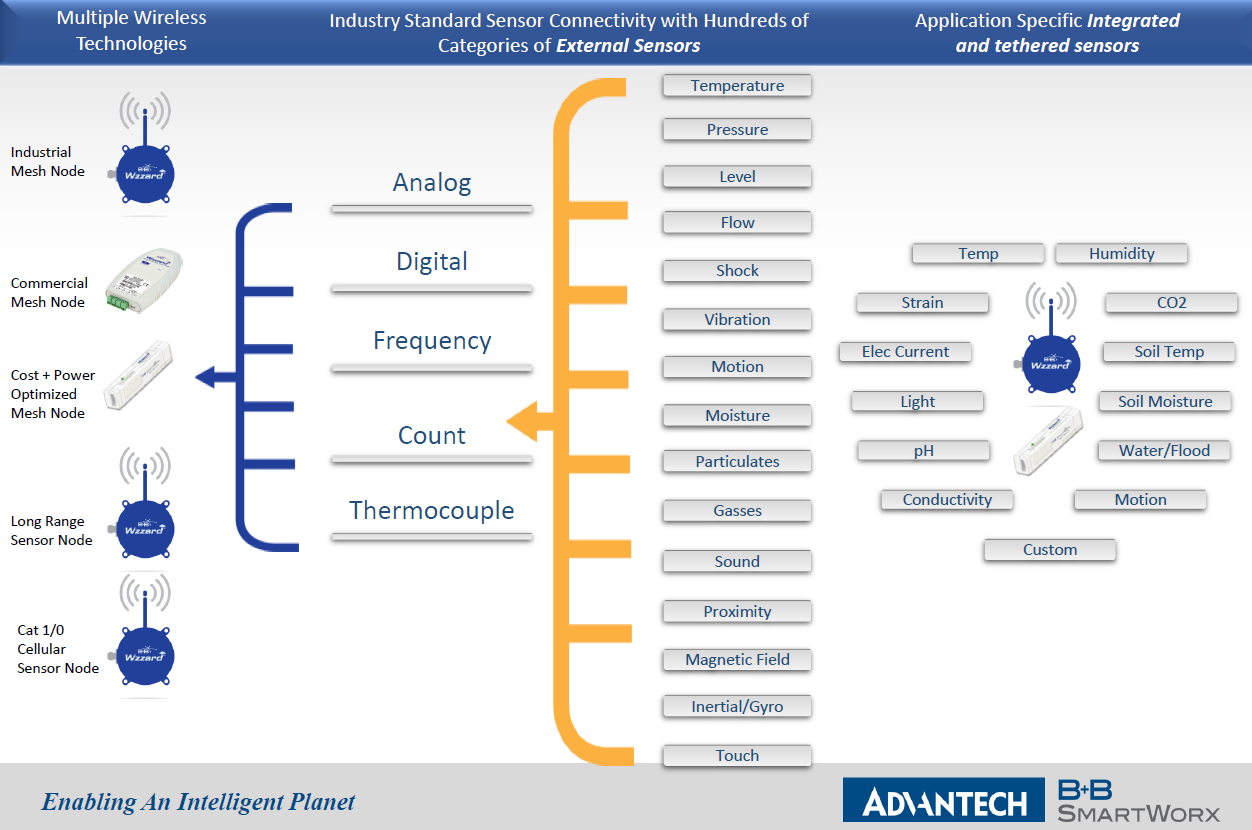 Multiple Wireless
Technologies
Industry Standard Sensor Connectivity with Hundreds of
Categories of External Sensors
Application Specific Integrated
and tethered sensors
Industrial
Mesh Node
Wzzard
Commercial
Mesh Node
Cost + Power
Optimized
Mesh Node
Long Range
Sensor Node
Wzzard
Cat 1/0
Cellular
Sensor Node
Wzzard
Analog
Digital
Frequency
Count
Thermocouple
Temperature
Pressure
Level
Flow
Shock
Vibration
Motion
Moisture
Particulates
Gasses
Sound
Proximity
Magnetic Field
Inertial/Gyro
Touch
Temp
Humidity
Strain
CO2
Elec Current
Wzzard
Soil Temp
Light
Soil Moisture
pH
Water/Flood
Conductivity
Motion
Custom
Enabling An Intelligent Planet
ADVANTECH
B+B
SMARTWORX